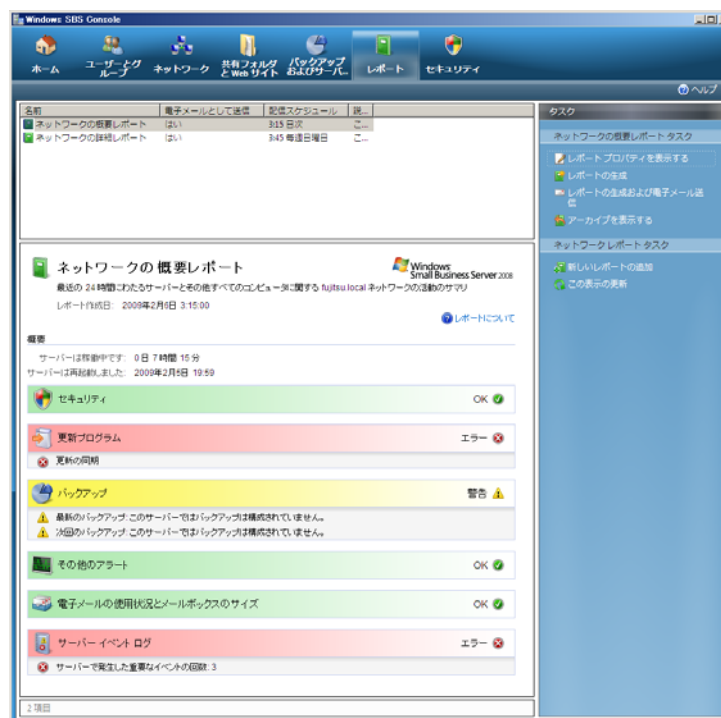 Windows SBS Console
ホーム
ユーザーとグループ
ネットワーク
共有フォルダと Web サイト
バックアップおよびサーバー...
レポート
セキュリティ
ヘルプ
名前 電子メールとして送信 配信スケジュール 説...
ネットワークの概要レポート はい 3:15 日次 こ...
ネットワークの詳細レポート はい 3:45 毎週日曜日 こ...
タスク
ネットワークの概要レポート タスク
レポート プロパティを表示する
レポートの生成
レポートの生成および電子メール送信
アーカイブを表示する
ネットワーク レポート タスク
新しいレポートの追加
この表示の更新
ネットワークの概要レポート
Windows Small Business Server 2008
最近の 24 時間にわたるサーバーとその他すべてのコンピュータに関する fujitsu.local ネットワークの活動のサマリ
レポート作成日: 2009年2月6日 3:15:00
レポートについて
概要
サーバーは稼働中です: 0 日 7 時間 15 分
サーバーは再起動しました: 2009年2月5日 19:59
セキュリティ OK
更新プログラム エラー
更新の同期
バックアップ 警告
最新のバックアップ: このサーバーではバックアップは構成されていません。
次回のバックアップ: このサーバーではバックアップは構成されていません。
その他のアラート OK
電子メールの使用状況とメールボックスのサイズ OK
サーバー イベント ログ エラー
サーバーで発生した重要なイベントの回数: 3
2 項目